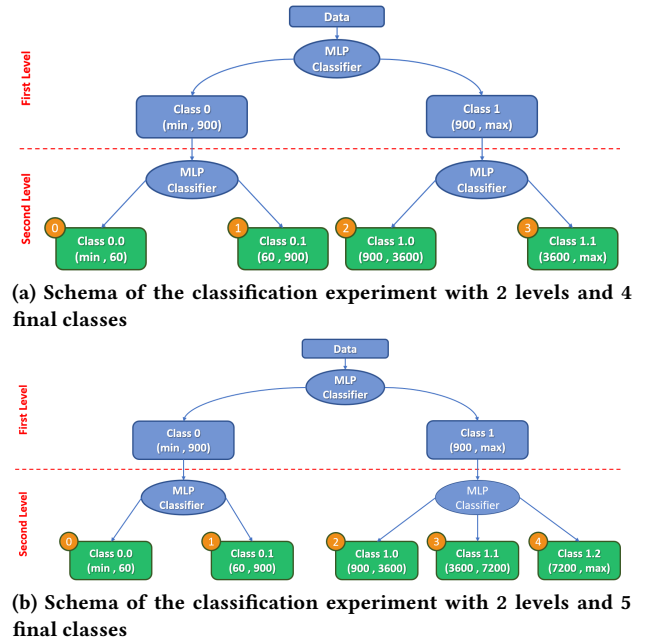 Data
MLP
Classifier
First Level
Class 0
(min , 900)
Class 1
(900 , max)
Second Level
MLP
Classifier
MLP
Classifier
0
Class 0.0
(min , 60)
1
Class 0.1
(60 , 900)
2
Class 1.0
(900 , 3600)
3
Class 1.1
(3600 , max)
(a) Schema of the classification experiment with 2 levels and 4
final classes
Data
MLP
Classifier
First Level
Class 0
(min , 900)
Class 1
(900 , max)
Second Level
MLP
Classifier
MLP
Classifier
0
Class 0.0
(min , 60)
1
Class 0.1
(60 , 900)
2
Class 1.0
(900 , 3600)
3
Class 1.1
(3600 , 7200)
4
Class 1.2
(7200 , max)
(b) Schema of the classification experiment with 2 levels and 5
final classes